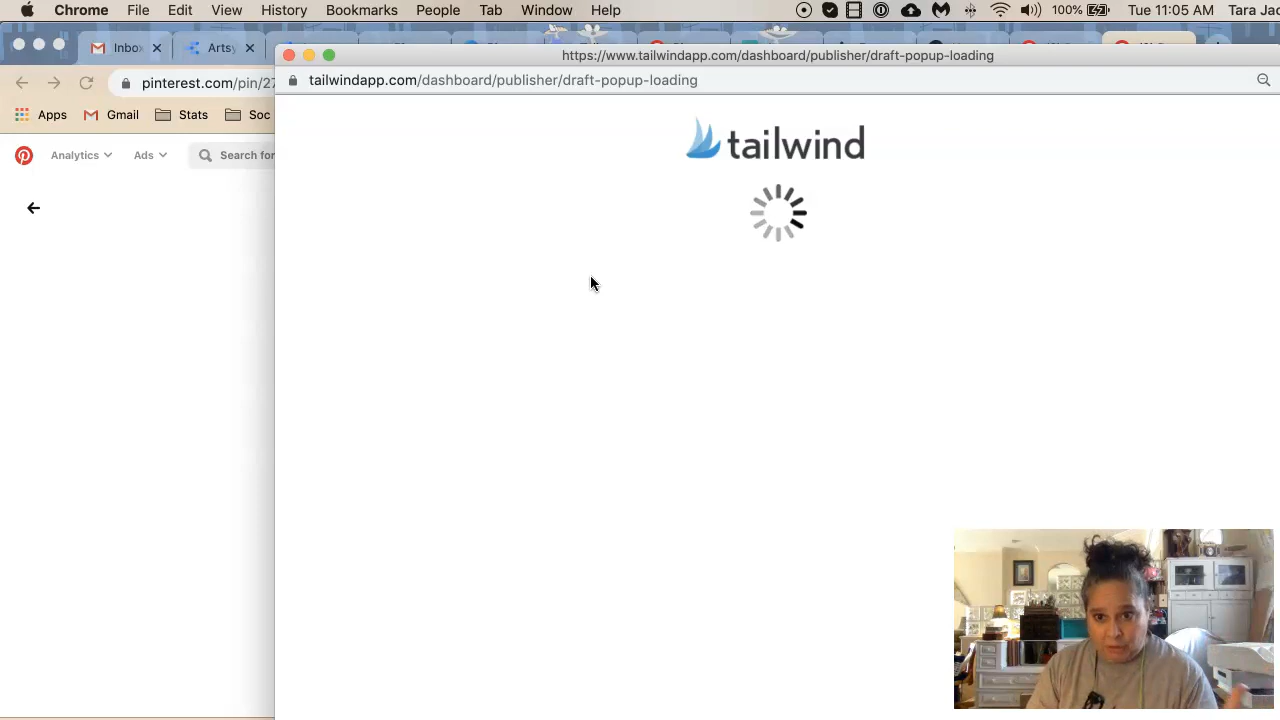 Chrome File Edit View History Bookmarks People Tab Window Help 100% Tue 11:05 AM Tara Jac
Inbox Artsy
https://www.tailwindapp.com/dashboard/publisher/draft-popup-loading
pinterest.com/pin/27
tailwindapp.com/dashboard/publisher/draft-popup-loading
Apps Gmail Stats Soc
tailwind
Analytics Ads Search for